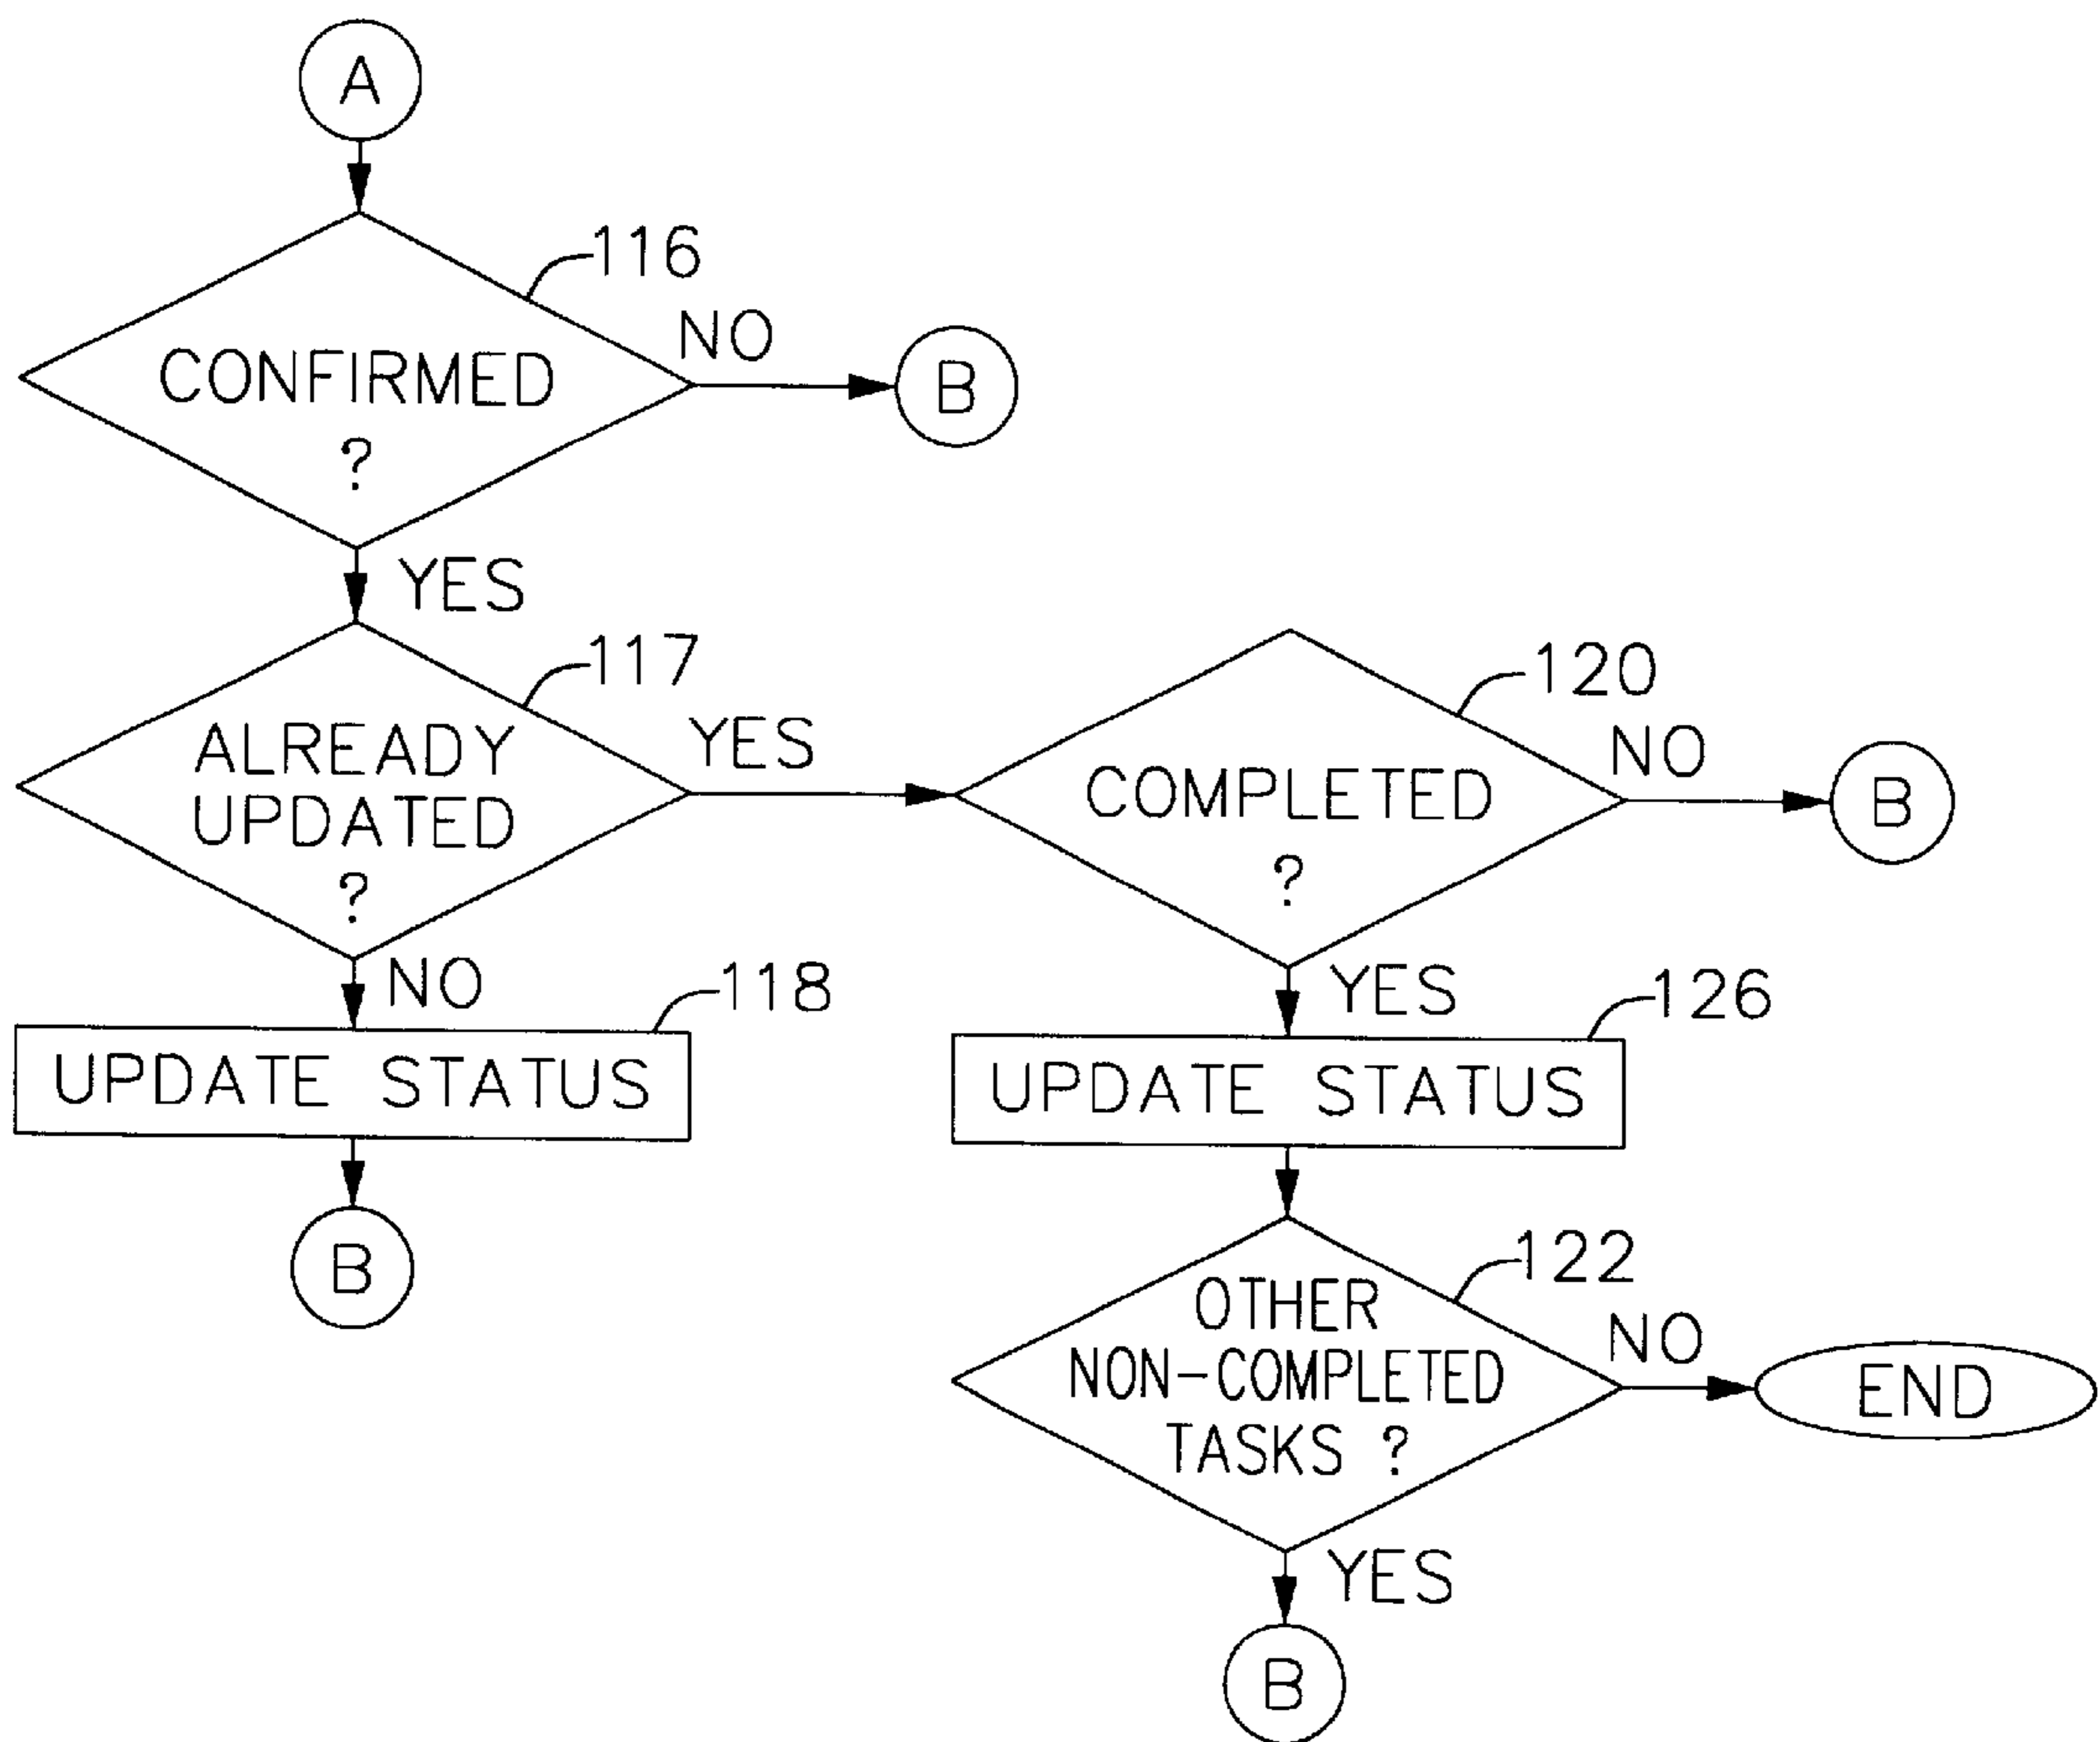 A
116
CONFIRMED
?
NO
B
YES
117
ALREADY
UPDATED
?
YES
120
COMPLETED
?
NO
B
NO
118
UPDATE STATUS
B
YES
126
UPDATE STATUS
122
OTHER
NON-COMPLETED
TASKS ?
NO
END
YES
B